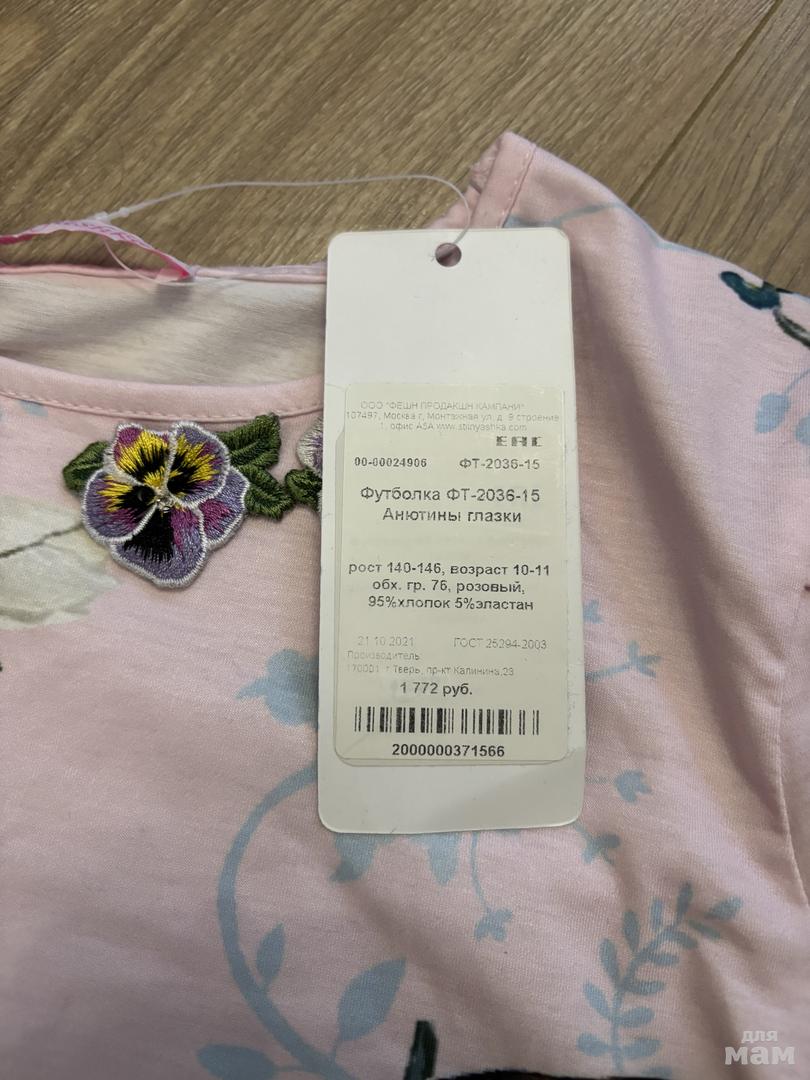 ООО "ФЕШН ПРОДАКШН КАМПАНИ"
107497, Москва г, Монтажная ул, д. 9 строение
1, офис А5А www.stilnyashka.com
ЕАС
00-00024906 ФТ-2036-15
Футболка ФТ-2036-15
Анютины глазки
рост 140-146, возраст 10-11
обх. гр. 76, розовый,
95%хлопок 5%эластан
21.10.2021 ГОСТ 25294-2003
Производитель:
170001, г.Тверь, пр-кт Калинина,23
1 772 руб.
2000000371566
для
мам